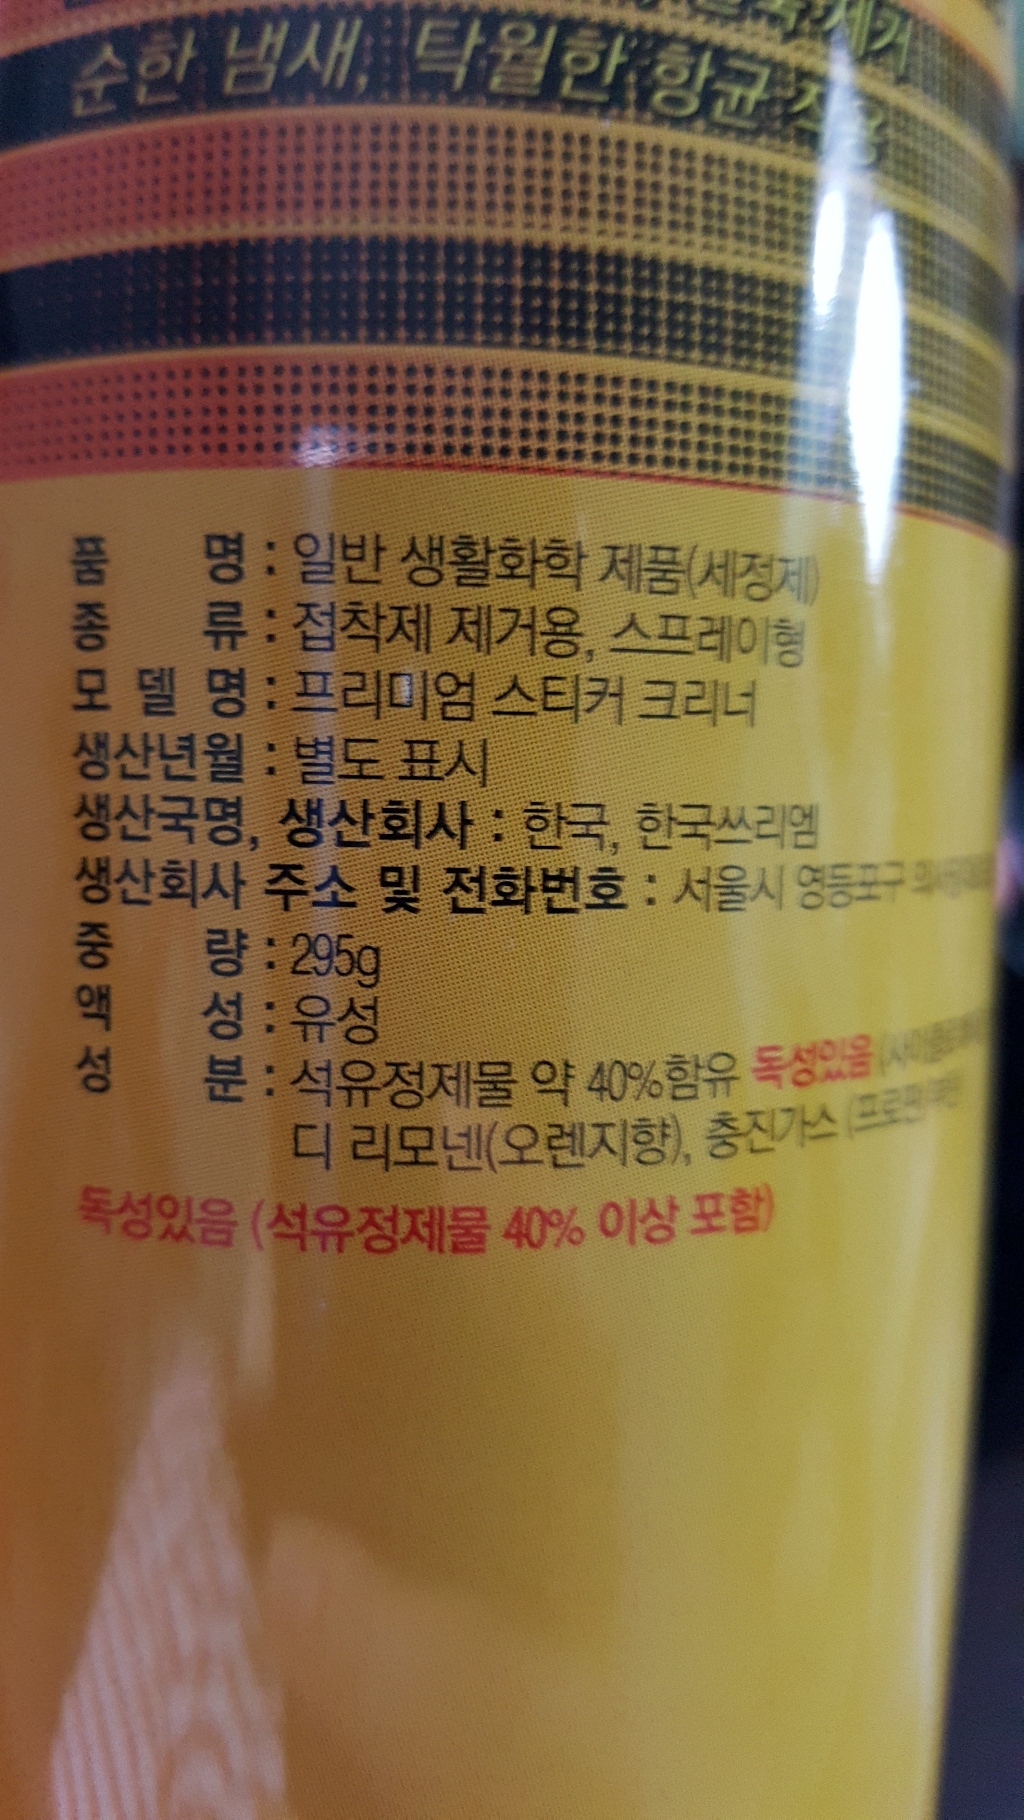 제거
순한 냄새, 탁월한 항균
품 명 : 일반 생활화학 제품(세정제)
종 류 : 접착제 제거용, 스프레이형
모 델 명 : 프리미엄 스티커 크리너
생산년월 : 별도 표시
생산국명, 생산회사 : 한국, 한국쓰리엠
생산회사 주소 및 전화번호 : 서울시 영등포구
중 량 : 295g
액 성 : 유성
성 분 : 석유정제물 약 40%함유 독성있음
디 리모넨(오렌지향), 충진가스 (프로판
독성있음 (석유정제물 40% 이상 포함)